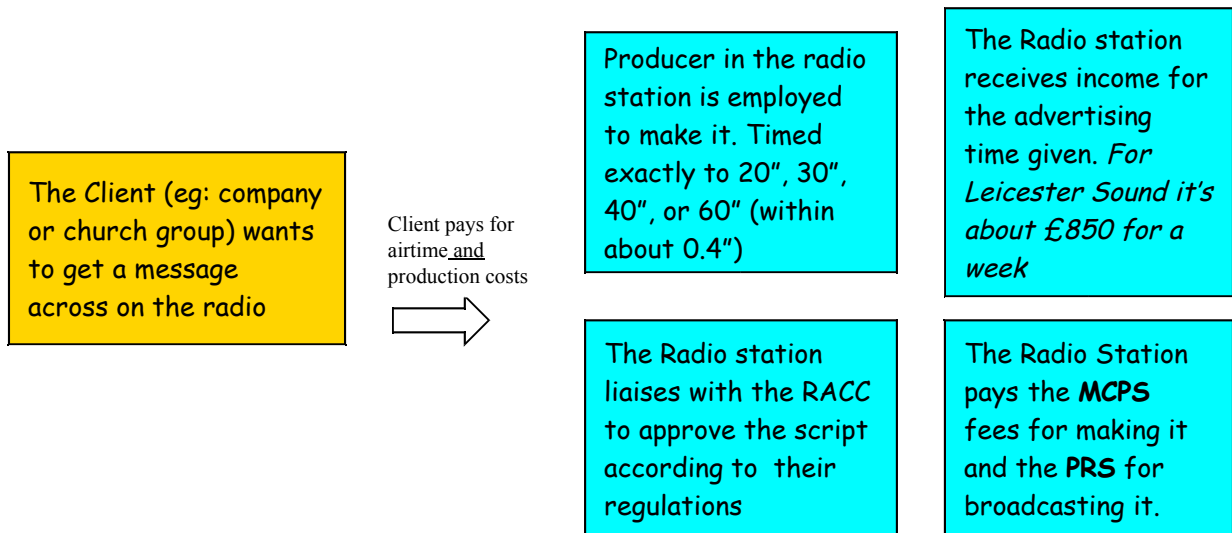 The Client (eg: company
or church group) wants
to get a message
across on the radio
Client pays for
airtime and
production costs
Producer in the radio
station is employed
to make it. Timed
exactly to 20”, 30”,
40”, or 60” (within
about 0.4”)
The Radio station
receives income for
the advertising
time given. For
Leicester Sound it’s
about £850 for a
week
The Radio station
liaises with the RACC
to approve the script
according to their
regulations
The Radio Station
pays the MCPS
fees for making it
and the PRS for
broadcasting it.